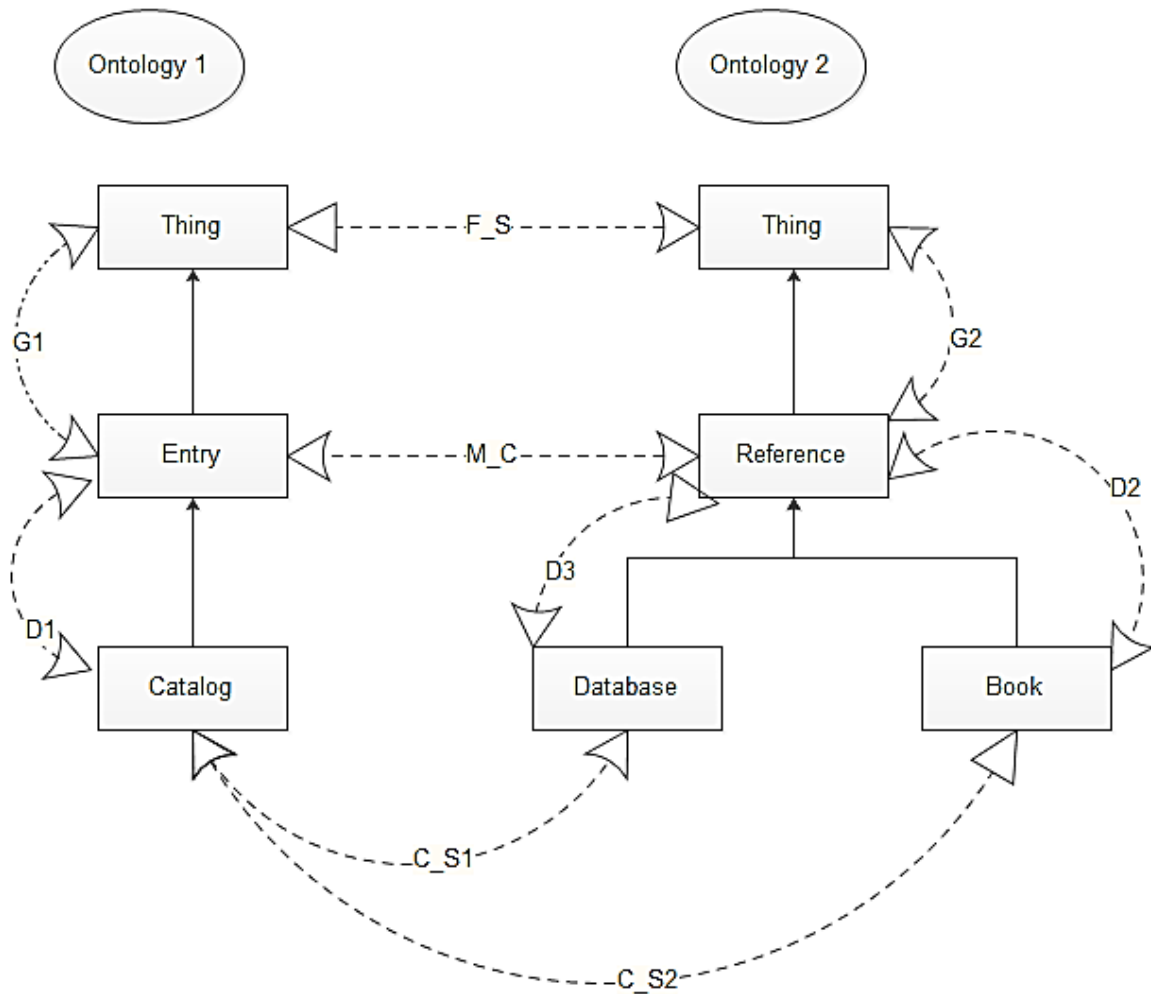 Ontology 1
Ontology 2
Thing
F_S
Thing
G1
G2
Entry
M_C
Reference
D2
D3
D1
Catalog
Database
Book
C_S1
C_S2